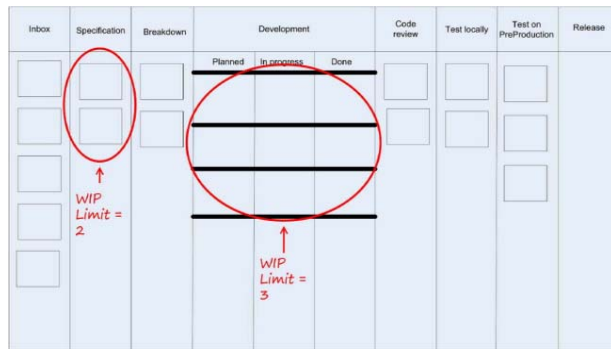 Inbox
Specification
Breakdown
Development
Code
review
Test locally
Test on
PreProduction
Release
Planned
In progress
Done
WIP
Limit =
2
WIP
Limit =
3